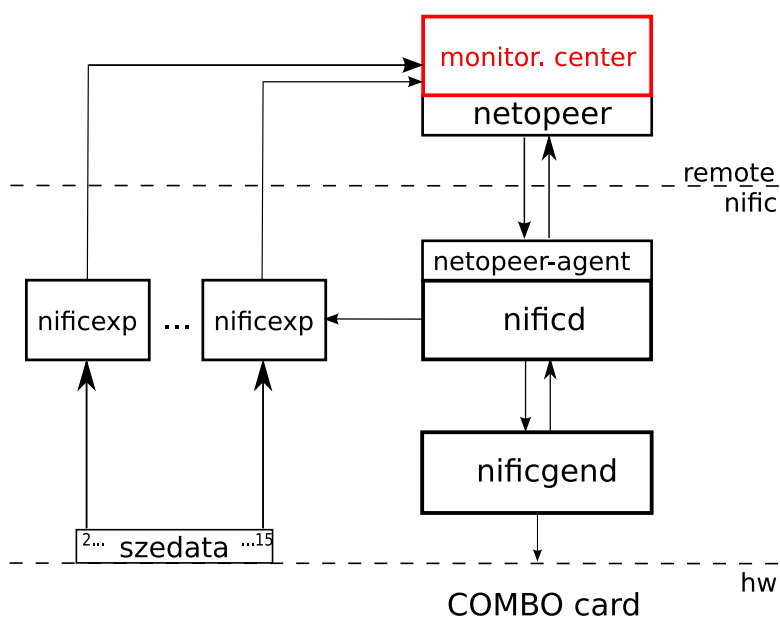 monitor. center
netopeer
remote
nific
netopeer-agent
nificexp ... nificexp
nificd
nificgend
2... szedata ...15
hw
COMBO card